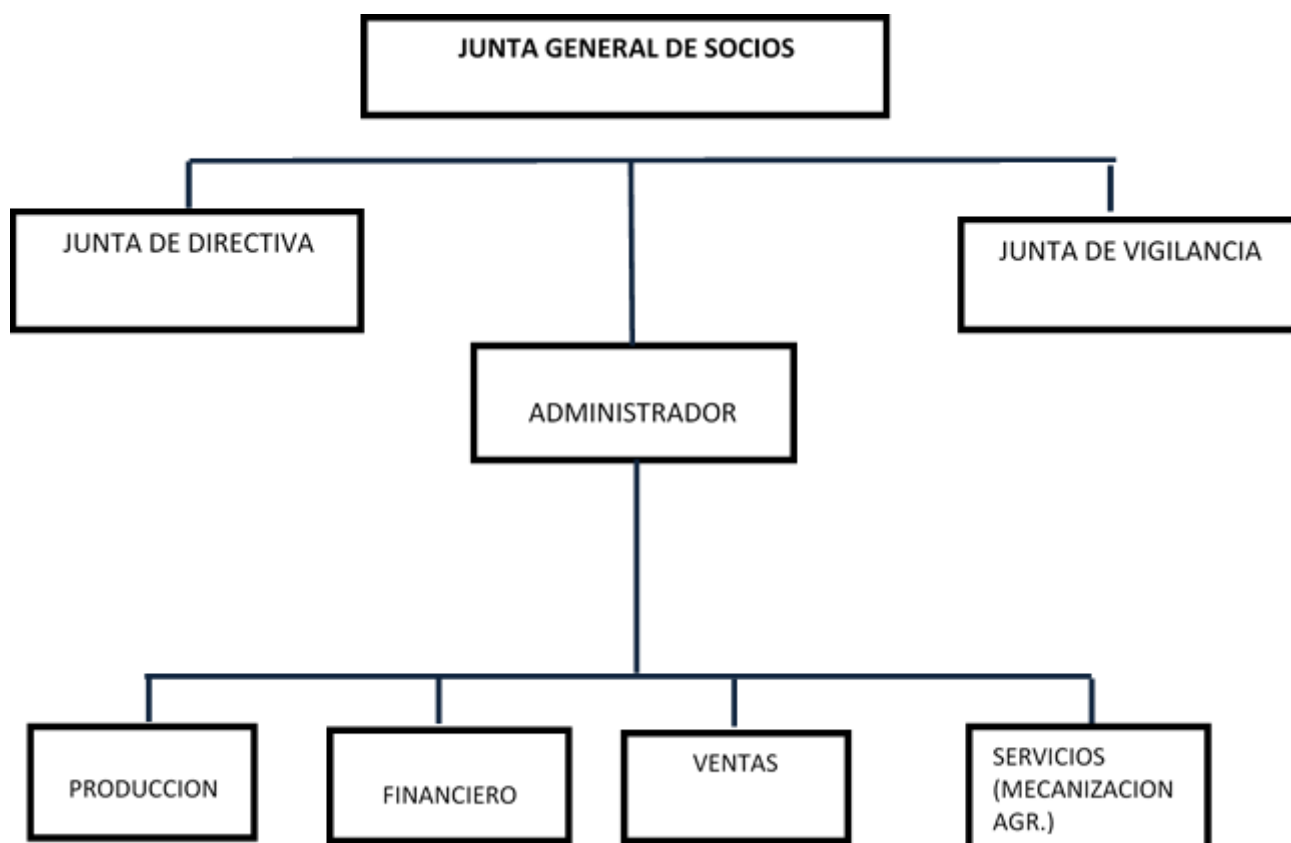 JUNTA GENERAL DE SOCIOS
JUNTA DE DIRECTIVA
JUNTA DE VIGILANCIA
ADMINISTRADOR
PRODUCCION
FINANCIERO
VENTAS
SERVICIOS
(MECANIZACION
AGR.)